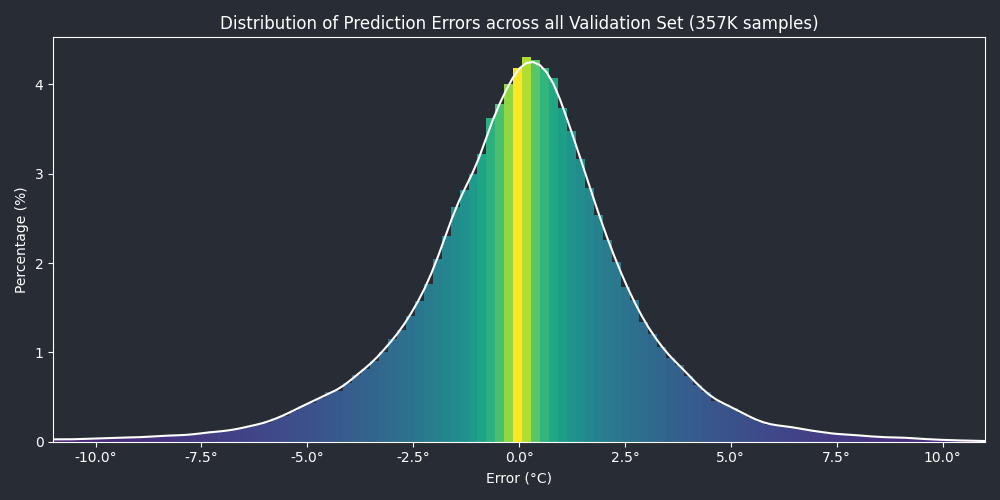 Distribution of Prediction Errors across all Validation Set (357K samples)
Percentage (%)
4
3
2
1
0
-10.0° -7.5° -5.0° -2.5° 0.0° 2.5° 5.0° 7.5° 10.0°
Error (°C)